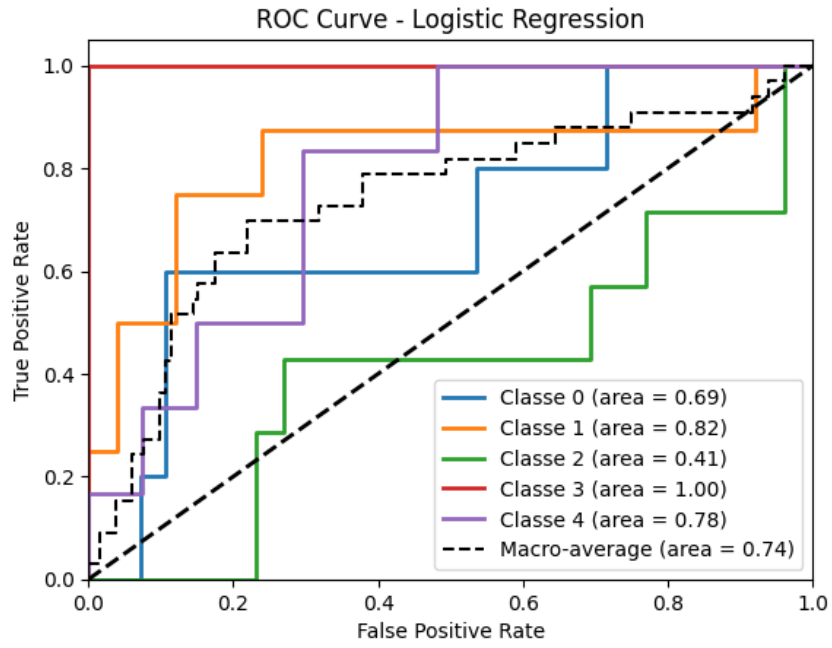 ROC Curve - Logistic Regression
True Positive Rate
1.0
0.8
0.6
0.4
0.2
0.0
Classe 0 (area = 0.69)
Classe 1 (area = 0.82)
Classe 2 (area = 0.41)
Classe 3 (area = 1.00)
Classe 4 (area = 0.78)
Macro-average (area = 0.74)
0.0 0.2 0.4 0.6 0.8 1.0
False Positive Rate